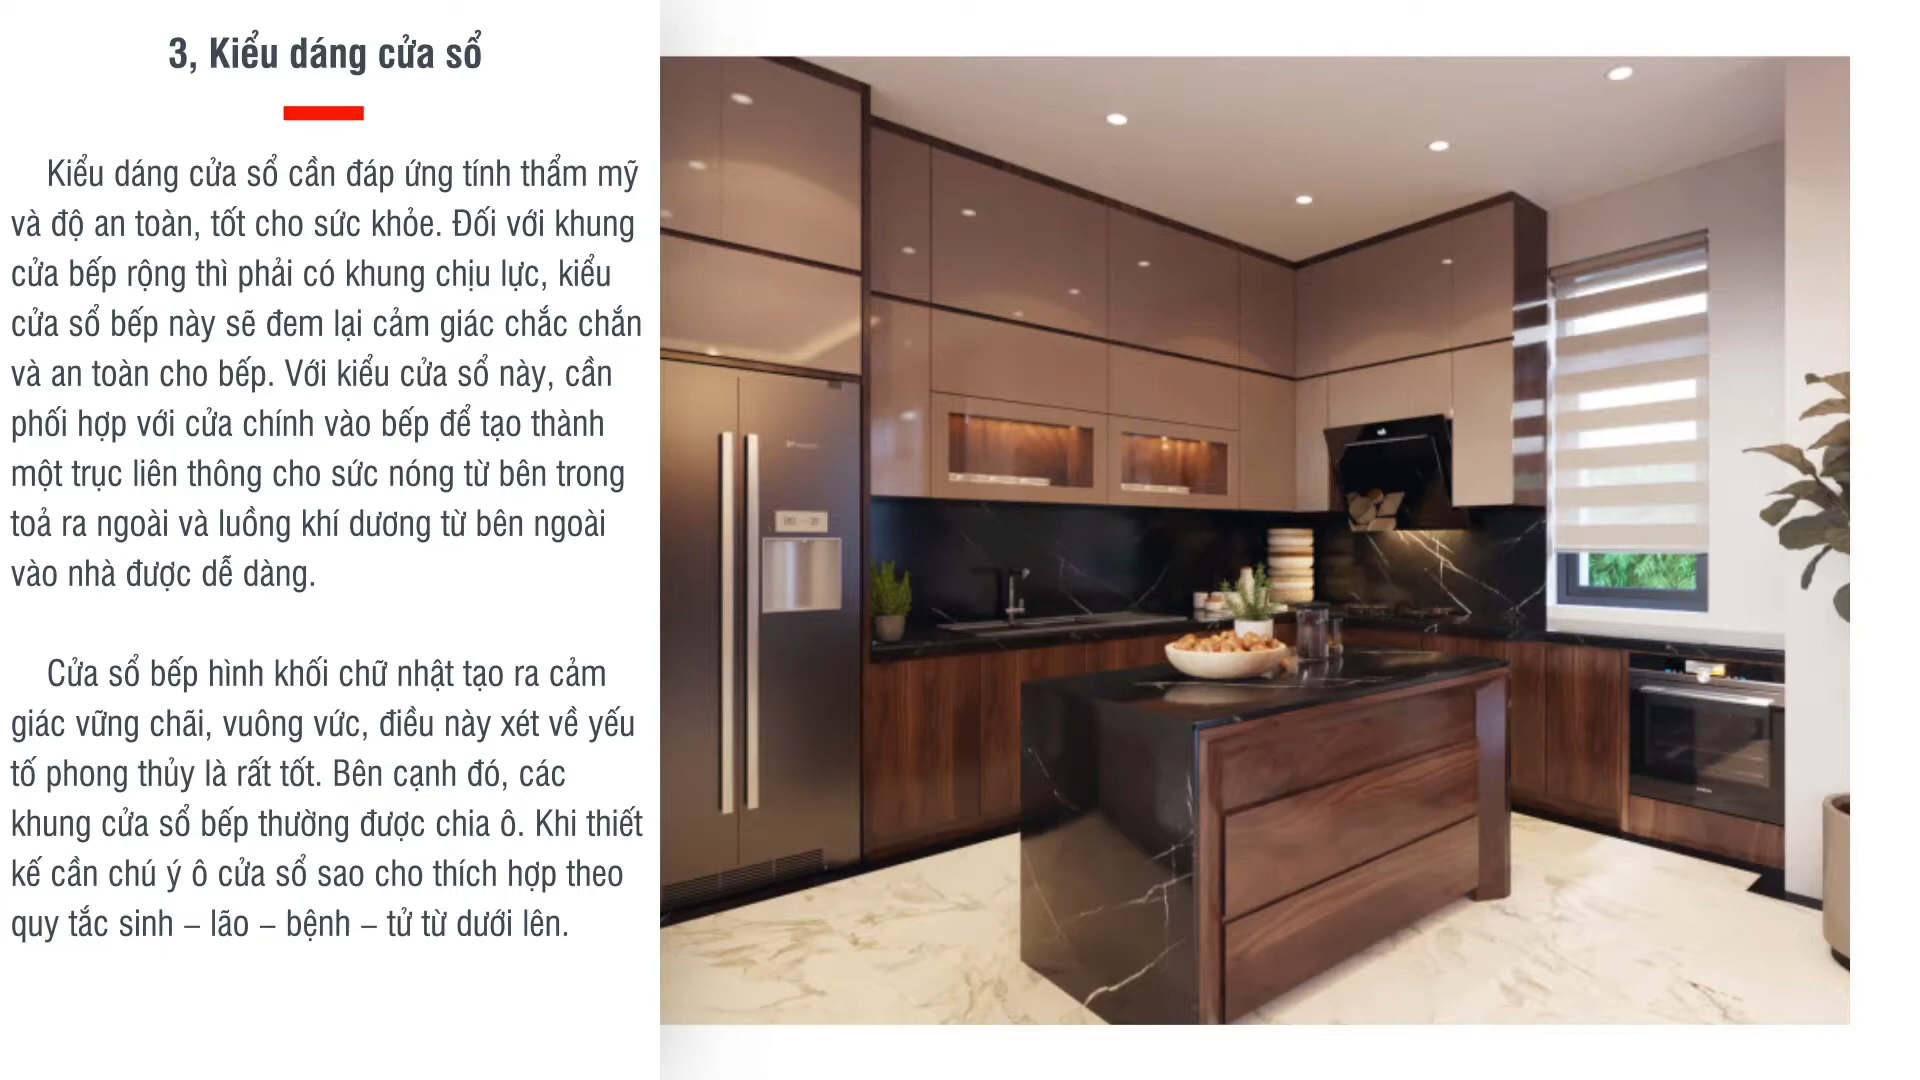 3, Kiểu dáng cửa sổ
Kiểu dáng cửa sổ cần đáp ứng tính thẩm mỹ
và độ an toàn, tốt cho sức khỏe. Đối với khung
cửa bếp rộng thì phải có khung chịu lực, kiểu
cửa sổ bếp này sẽ đem lại cảm giác chắc chắn
và an toàn cho bếp. Với kiểu cửa sổ này, cần
phối hợp với cửa chính vào bếp để tạo thành
một trục liên thông cho sức nóng từ bên trong
toả ra ngoài và luồng khí dương từ bên ngoài
vào nhà được dễ dàng.
Cửa sổ bếp hình khối chữ nhật tạo ra cảm
giác vững chãi, vuông vức, điều này xét về yếu
tố phong thủy là rất tốt. Bên cạnh đó, các
khung cửa sổ bếp thường được chia ô. Khi thiết
kế cần chú ý ô cửa sổ sao cho thích hợp theo
quy tắc sinh – lão – bệnh – tử từ dưới lên.